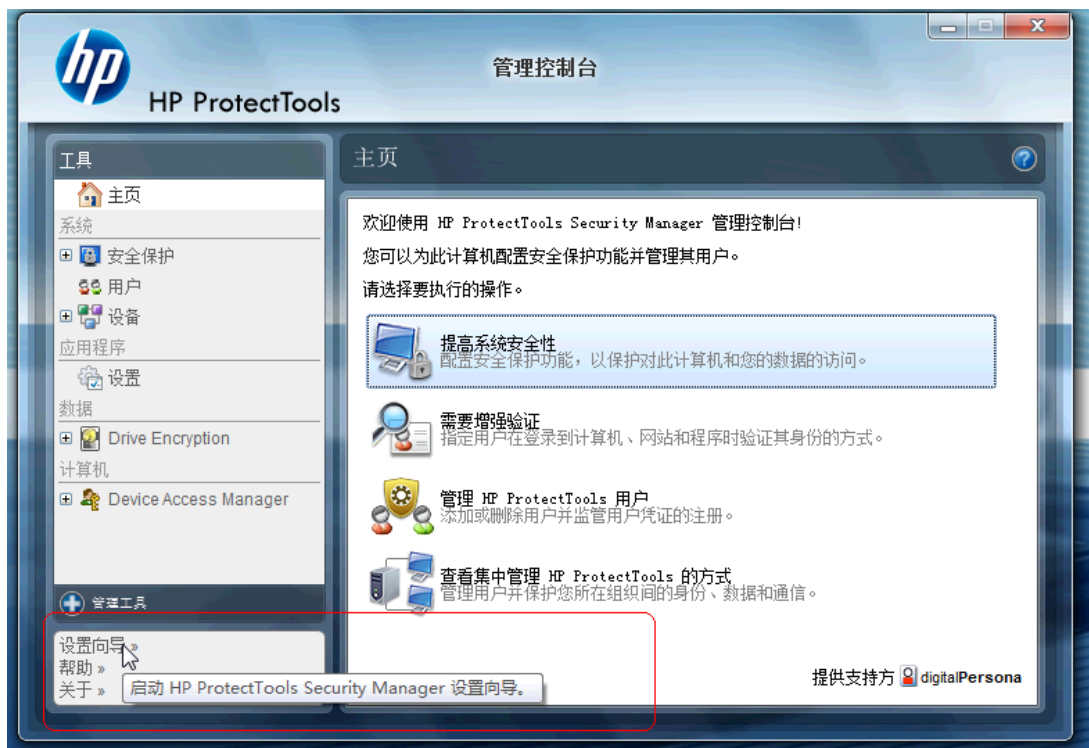 hp
HP ProtectTools
管理控制台
工具
主页
系统
安全保护
用户
设备
应用程序
设置
数据
Drive Encryption
计算机
Device Access Manager
管理工具
设置向导 »
帮助 »
关于 »
启动 HP ProtectTools Security Manager 设置向导。
主页
?
欢迎使用 HP ProtectTools Security Manager 管理控制台!
您可以为此计算机配置安全保护功能并管理其用户。
请选择要执行的操作。
提高系统安全性
配置安全保护功能，以保护对此计算机和您的数据的访问。
需要增强验证
指定用户在登录到计算机、网站和程序时验证其身份的方式。
管理 HP ProtectTools 用户
添加或删除用户并监管用户凭证的注册。
查看集中管理 HP ProtectTools 的方式
管理用户并保护您所在组织间的身份、数据和通信。
提供支持方 digitalPersona